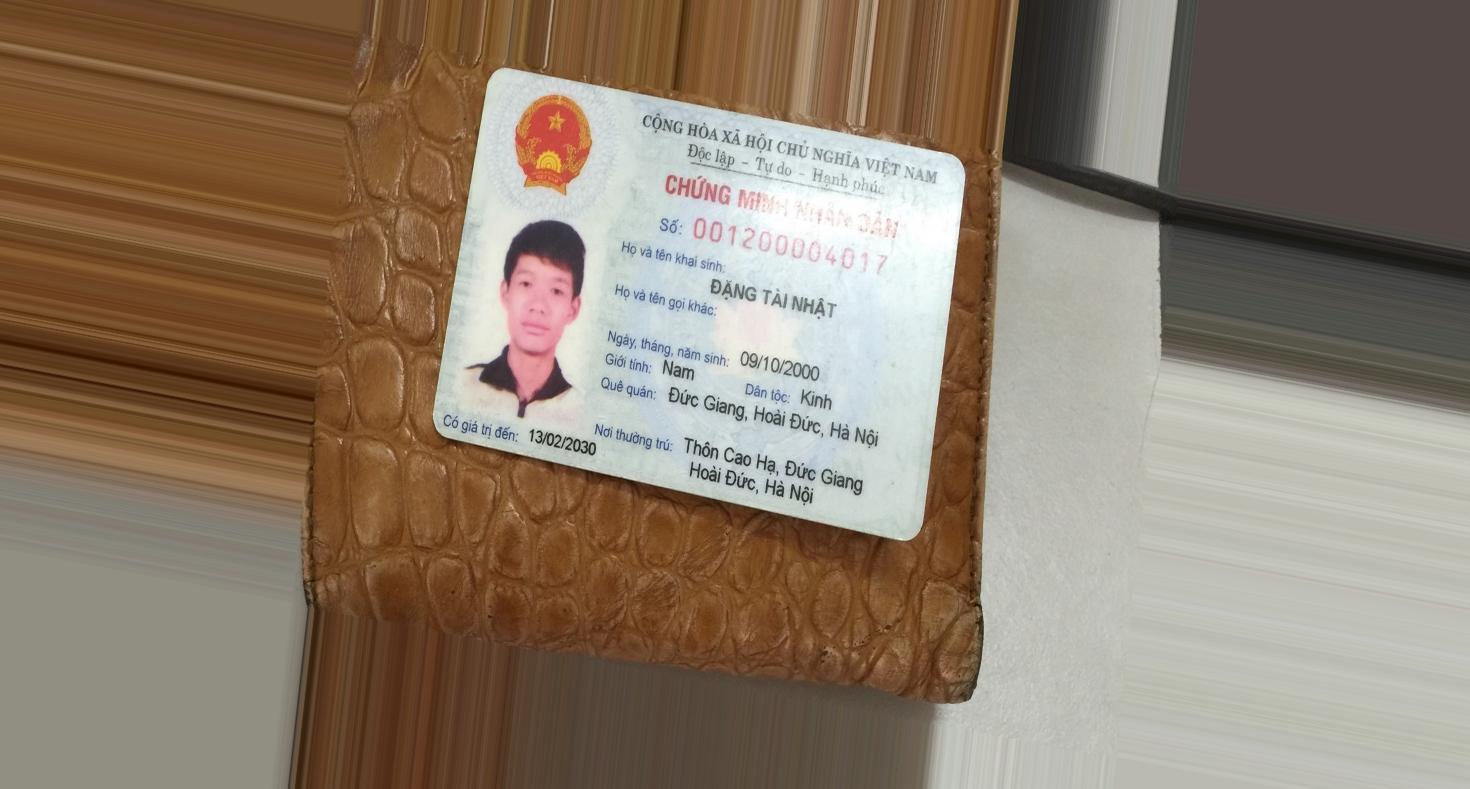 CỘNG HÒA XÃ HỘI CHỦ NGHĨA VIỆT NAM
Độc lập - Tự do - Hạnh phúc
CHỨNG MINH NHÂN DÂN
Số: 001200004017
Họ và tên khai sinh:
ĐẶNG TÀI NHẬT
Họ và tên gọi khác:
Ngày, tháng, năm sinh: 09/10/2000
Giới tính: Nam Dân tộc: Kinh
Quê quán: Đức Giang, Hoài Đức, Hà Nội
Nơi thường trú: Thôn Cao Hạ, Đức Giang
Hoài Đức, Hà Nội
Có giá trị đến: 13/02/2030